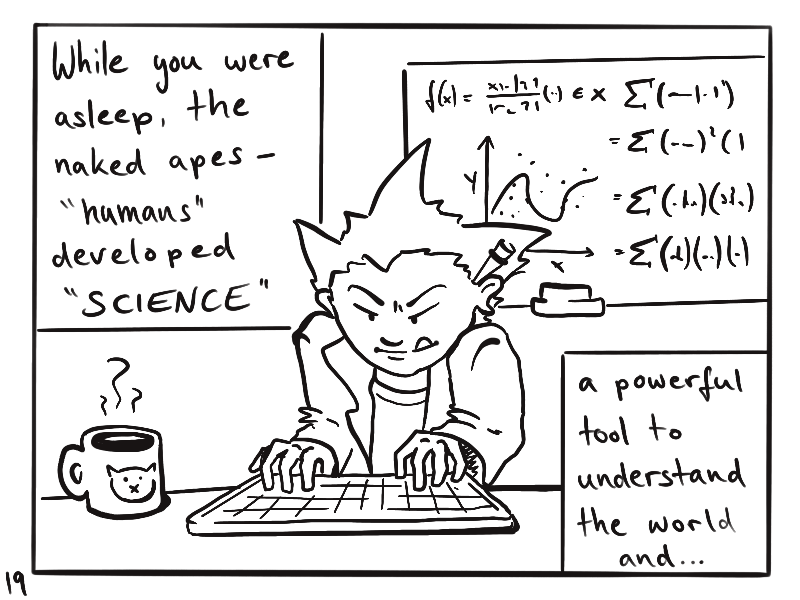 While you were
asleep, the
naked apes –
"humans"
developed
"SCIENCE"
f(x) =
∈ x
Y
x
a powerful
tool to
understand
the world
and...
19